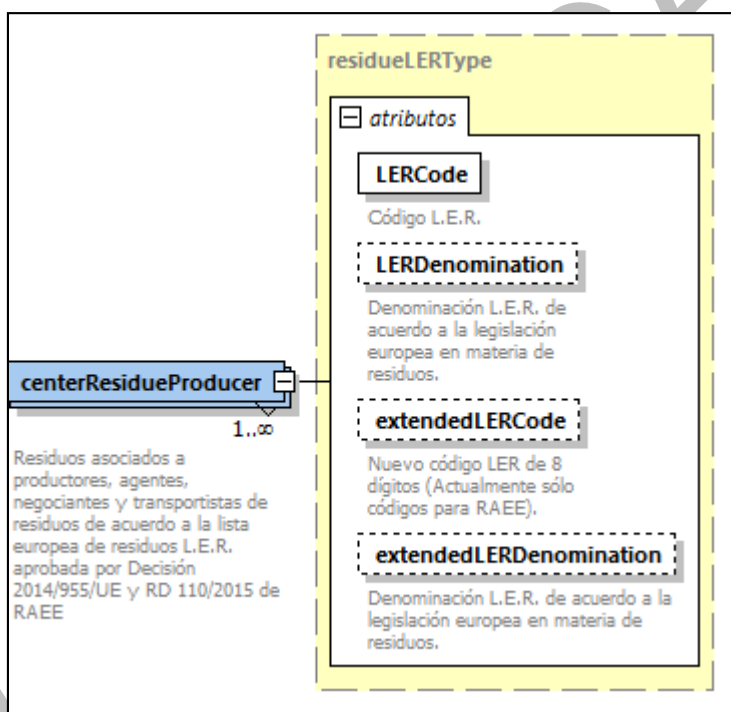 residueLERType
atributos
LERCode
Código L.E.R.
LERDenomination
Denominación L.E.R. de
acuerdo a la legislación
europea en materia de
residuos.
centerResidueProducer
1..∞
Residuos asociados a
productores, agentes,
negociantes y transportistas de
residuos de acuerdo a la lista
europea de residuos L.E.R.
aprobada por Decisión
2014/955/UE y RD 110/2015 de
RAEE
extendedLERCode
Nuevo código LER de 8
dígitos (Actualmente sólo
códigos para RAEE).
extendedLERDenomination
Denominación L.E.R. de acuerdo a la
legislación europea en materia de
residuos.